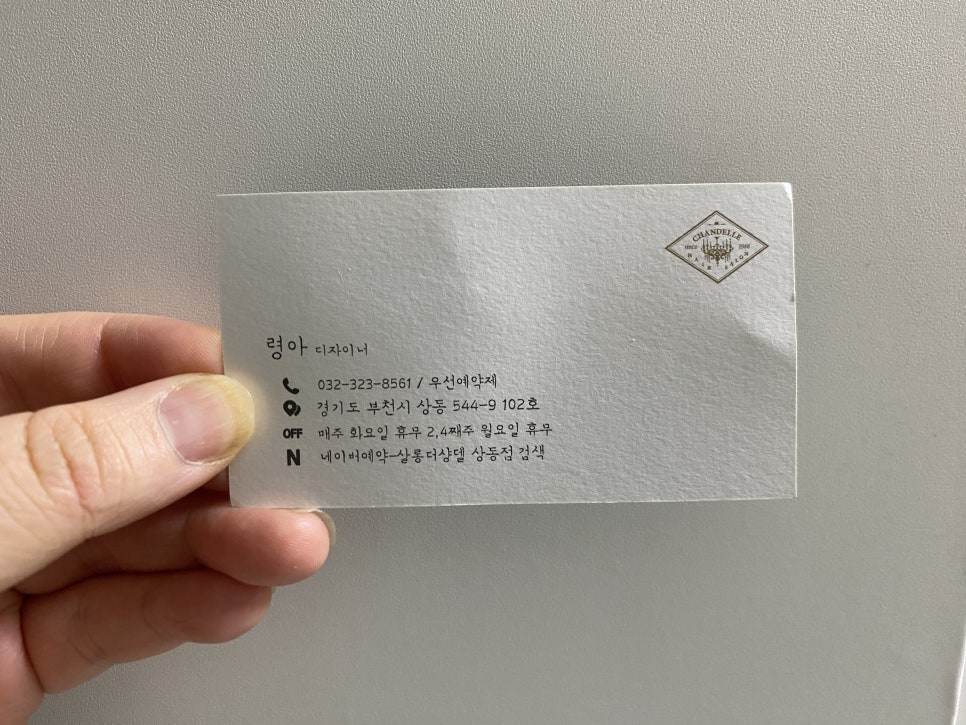 CHANDELLE
since 1986
HAIR SALON
령아 디자이너
032-323-8561 / 우선예약제
경기도 부천시 상동 544-9 102호
OFF 매주 화요일 휴무 2,4째주 월요일 휴무
N 네이버예약-살롱더샹델 상동점 검색